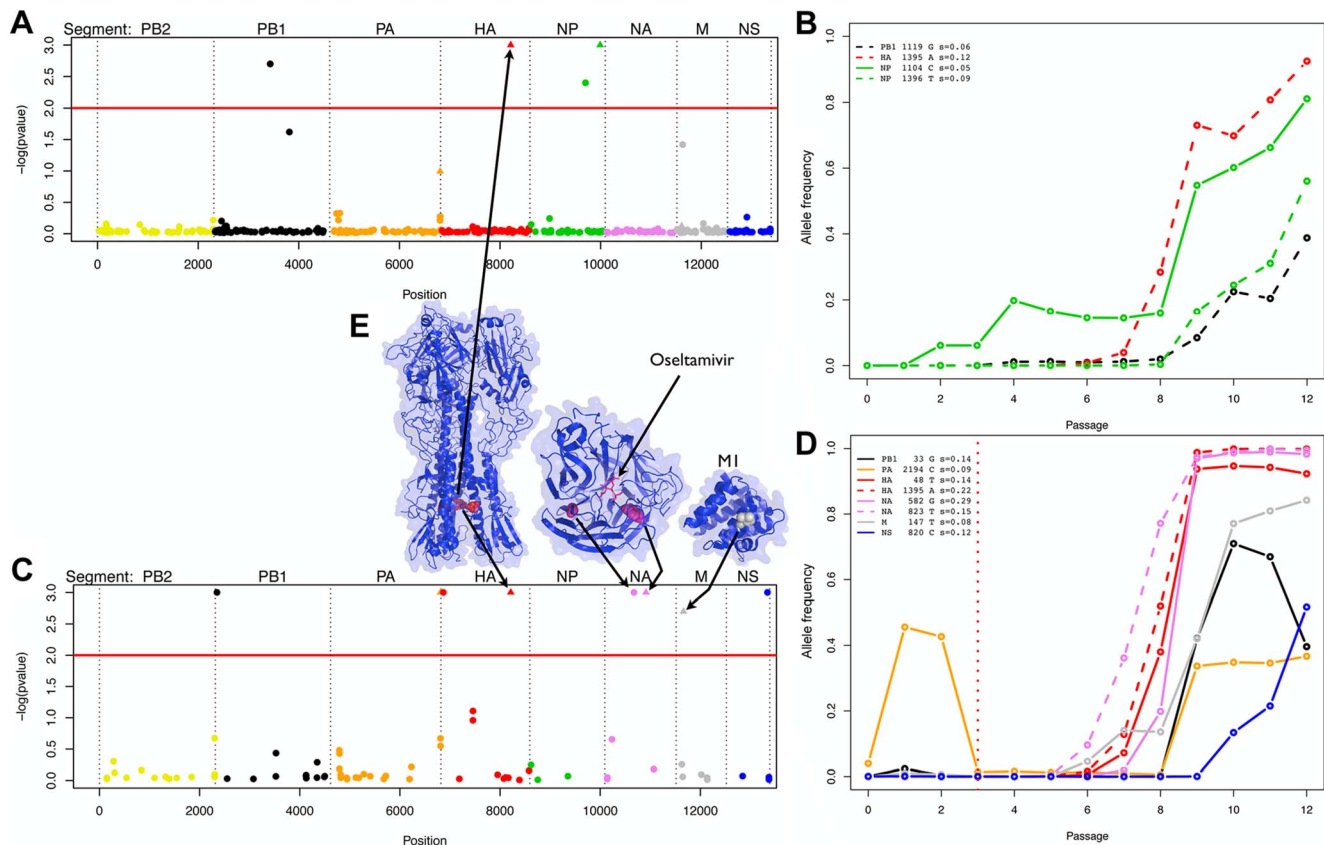 A
Segment: PB2 PB1 PA HA NP NA M NS
3.0
2.5
2.0
1.5
1.0
0.5
0.0
-log(pvalue)
0 2000 4000 6000 8000 10000 12000
Position
B
1.0
0.8
0.6
0.4
0.2
0.0
Allele frequency
PB1 1119 G s=0.06
HA 1395 A s=0.12
NP 1104 C s=0.05
NP 1396 T s=0.09
0 2 4 6 8 10 12
Passage
E
Oseltamivir
M1
C
Segment: PB2 PB1 PA HA NP NA M NS
3.0
2.5
2.0
1.5
1.0
0.5
0.0
-log(pvalue)
0 2000 4000 6000 8000 10000 12000
Position
D
1.0
0.8
0.6
0.4
0.2
0.0
Allele frequency
PB1 33 G s=0.14
PA 2194 C s=0.09
HA 48 T s=0.14
HA 1395 A s=0.22
NA 582 G s=0.29
NA 823 T s=0.15
M 147 T s=0.08
NS 820 C s=0.12
0 2 4 6 8 10 12
Passage